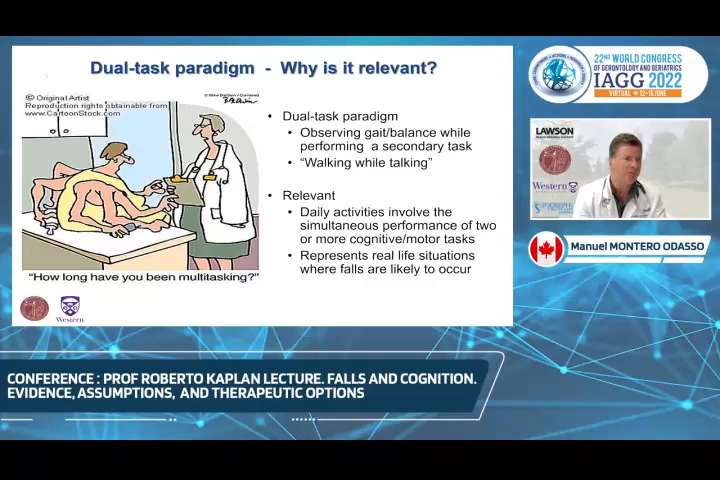 Dual-task paradigm - Why is it relevant?
© Original Artist
Reproduction rights obtainable from
www.CartoonStock.com
"How long have you been multitasking?"
Western
• Dual-task paradigm
• Observing gait/balance while
performing a secondary task
• “Walking while talking”
• Relevant
• Daily activities involve the
simultaneous performance of two
or more cognitive/motor tasks
• Represents real life situations
where falls are likely to occur
22ND WORLD CONGRESS
OF GERONTOLOGY AND GERIATRICS
IAGG 2022
VIRTUAL • 12-16 JUNE
LAWSON
Western
Manuel MONTERO ODASSO
CONFERENCE : PROF ROBERTO KAPLAN LECTURE. FALLS AND COGNITION.
EVIDENCE, ASSUMPTIONS, AND THERAPEUTIC OPTIONS